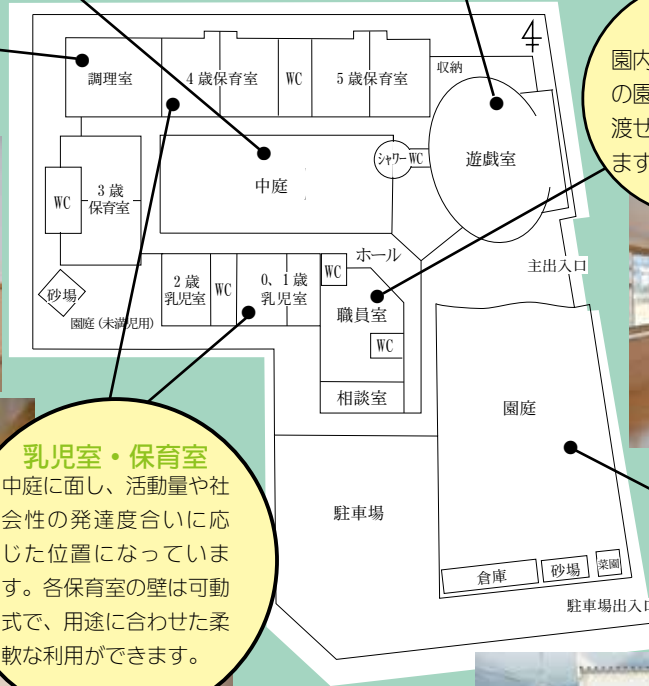 調理室
4歳保育室
WC
5歳保育室
収納
4
園内
の園
渡せ
ます
遊戯室
シャワー WC
中庭
WC
3歳
保育室
ホール
主出入口
砂場
2歳
乳児室
WC
0、1歳
乳児室
WC
職員室
園庭(未満児用)
WC
相談室
園庭
乳児室・保育室
中庭に面し、活動量や社
会性の発達度合いに応
じた位置になっていま
す。各保育室の壁は可動
式で、用途に合わせた柔
軟な利用ができます。
駐車場
倉庫
砂場
菜園
駐車場出入口